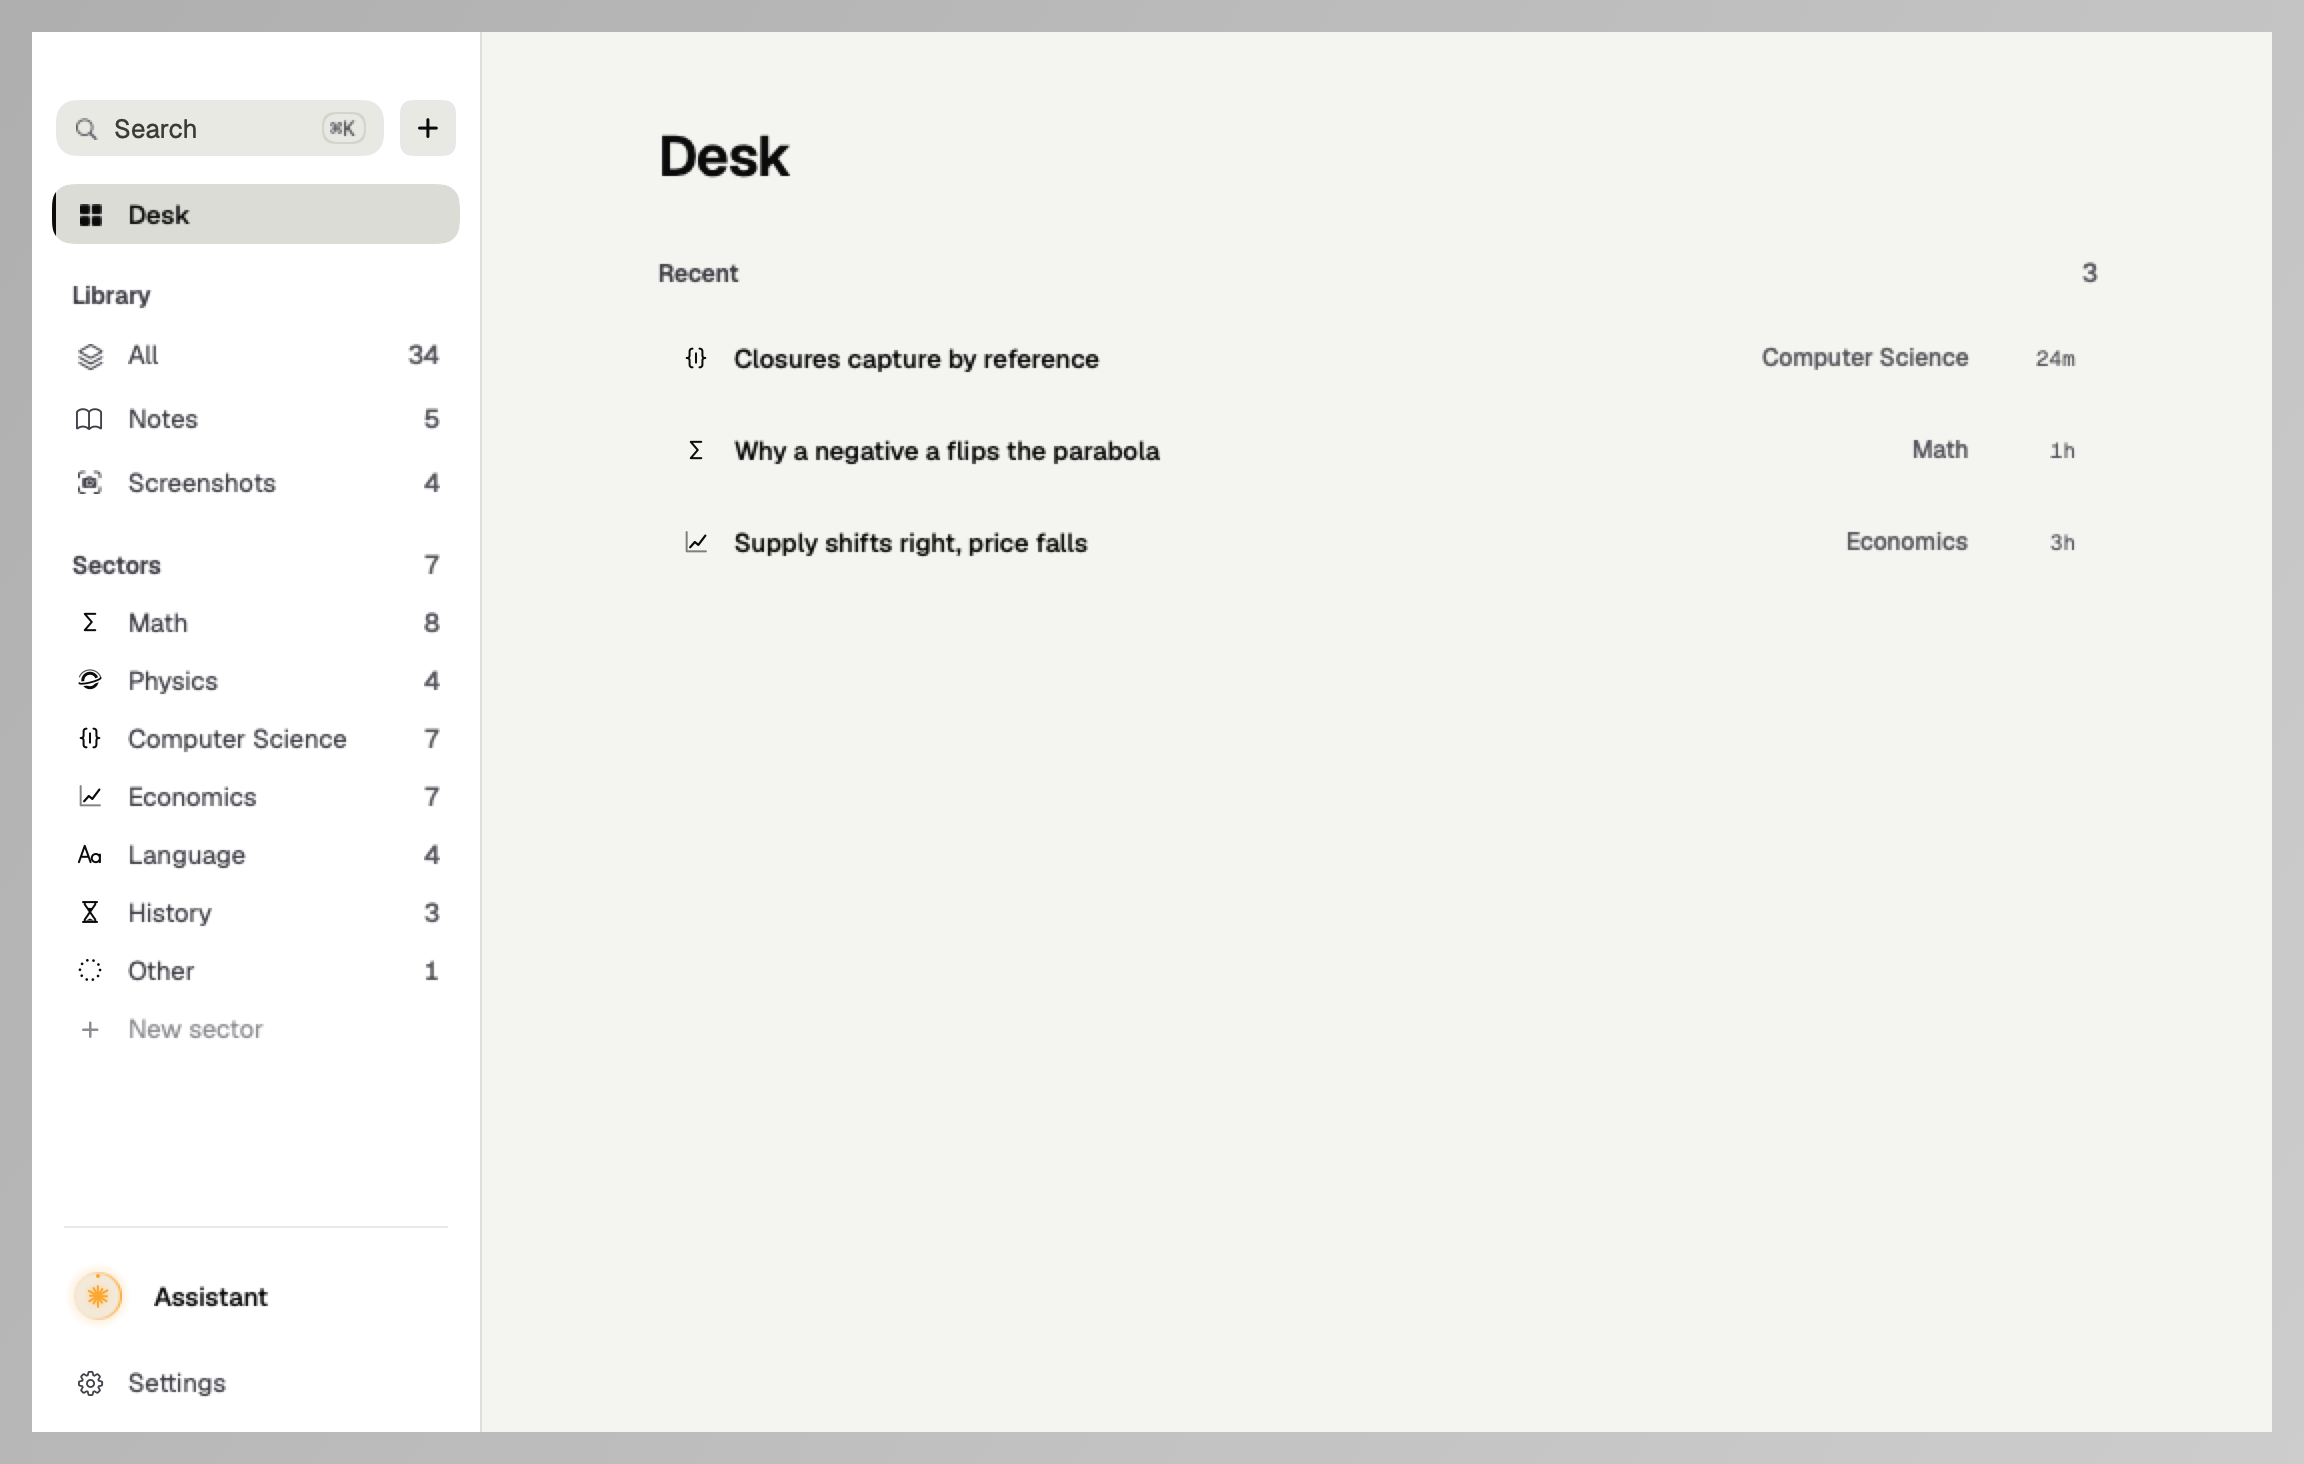 Search ⌘K +
Desk
Library
All 34
Notes 5
Screenshots 4
Sectors 7
Σ Math 8
Physics 4
Computer Science 7
Economics 7
Aa Language 4
History 3
Other 1
+ New sector
Assistant
Settings
Desk
Recent 3
Closures capture by reference Computer Science 24m
Σ Why a negative a flips the parabola Math 1h
Supply shifts right, price falls Economics 3h